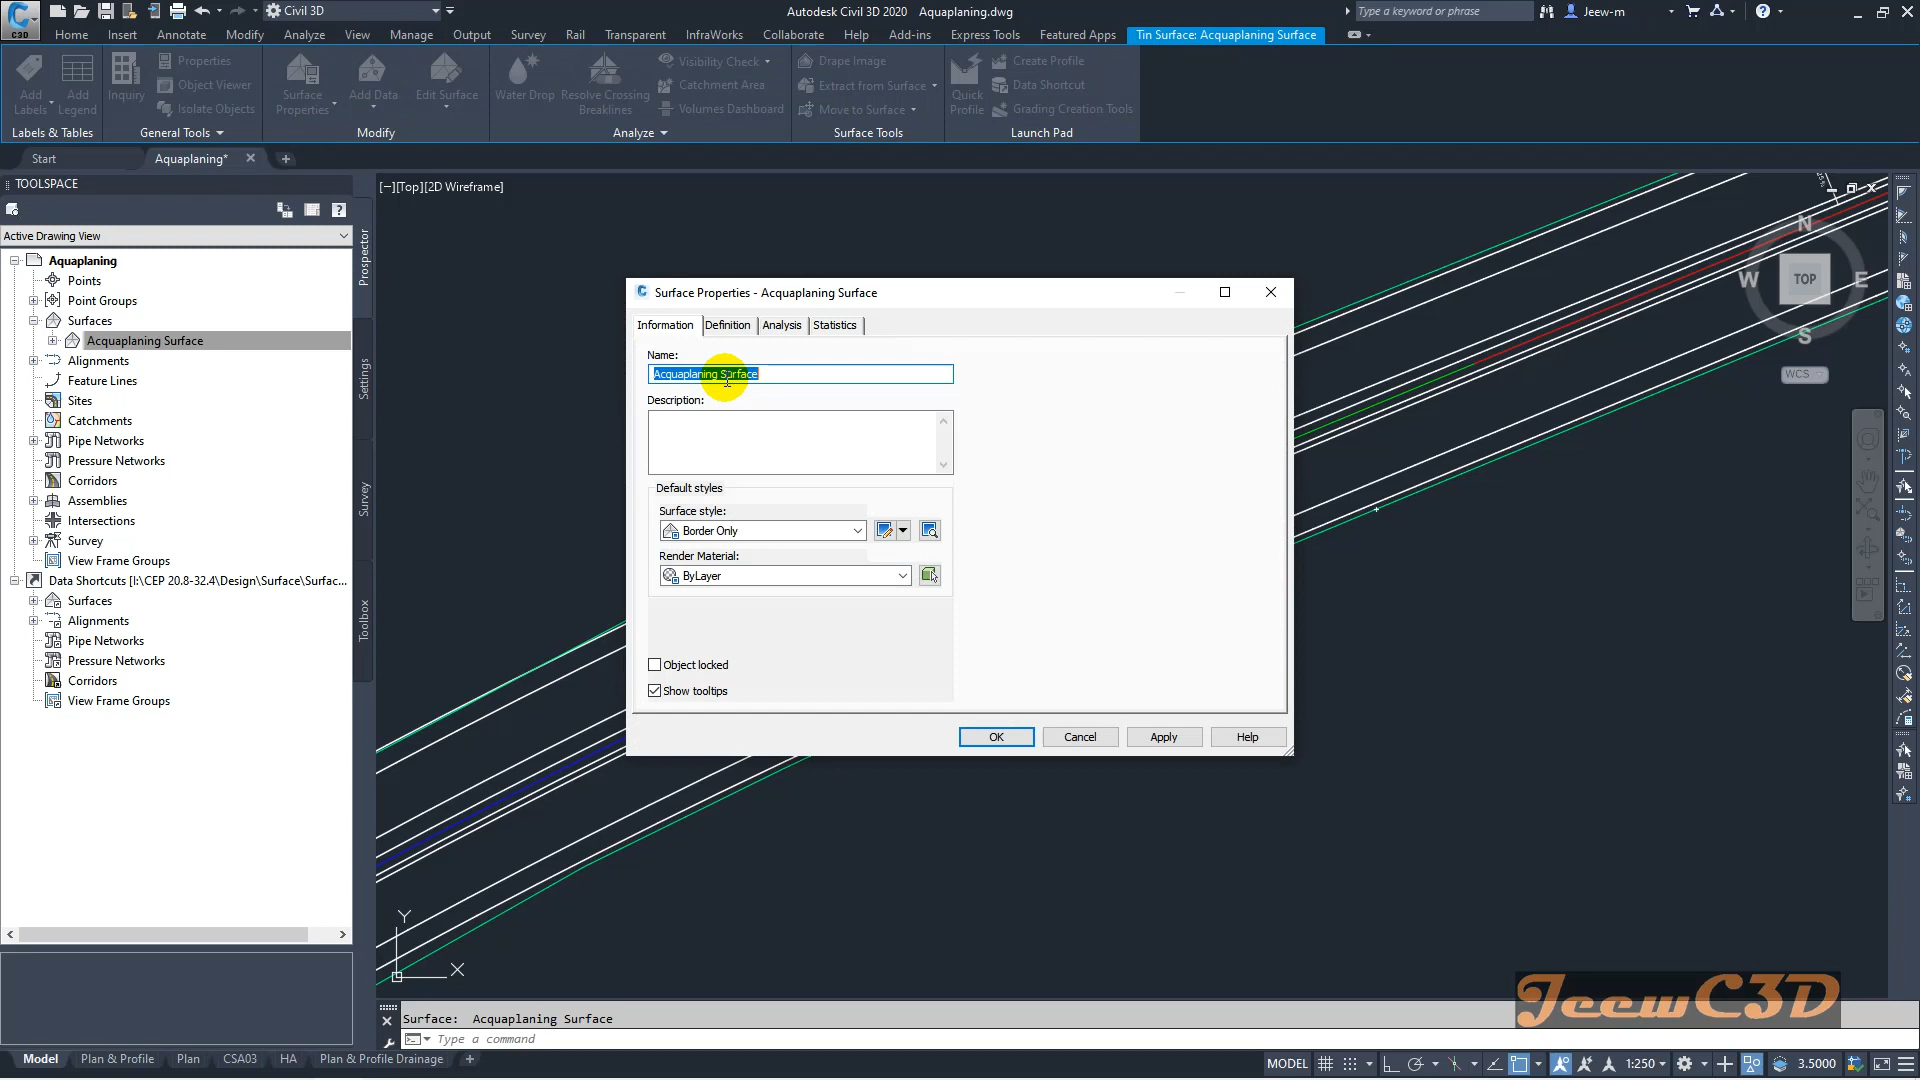 C3D
Civil 3D
Autodesk Civil 3D 2020 Aquaplaning.dwg
Type a keyword or phrase
Jeew-m
Home Insert Annotate Modify Analyze View Manage Output Survey Rail Transparent InfraWorks Collaborate Help Add-ins Express Tools Featured Apps Tin Surface: Acquaplaning Surface
Add Labels
Add Legend
Inquiry
Properties
Object Viewer
Isolate Objects
Surface Properties
Add Data
Edit Surface
Water Drop
Resolve Crossing Breaklines
Visibility Check
Catchment Area
Volumes Dashboard
Drape Image
Extract from Surface
Move to Surface
Quick Profile
Create Profile
Data Shortcut
Grading Creation Tools
Labels & Tables General Tools Modify Analyze Surface Tools Launch Pad
Start Aquaplaning*
TOOLSPACE
Active Drawing View
Aquaplaning
Points
Point Groups
Surfaces
Acquaplaning Surface
Alignments
Feature Lines
Sites
Catchments
Pipe Networks
Pressure Networks
Corridors
Assemblies
Intersections
Survey
View Frame Groups
Data Shortcuts [I:\CEP 20.8-32.4\Design\Surface\Surfac...
Surfaces
Alignments
Pipe Networks
Pressure Networks
Corridors
View Frame Groups
Prospector
Settings
Survey
Toolbox
[−][Top][2D Wireframe]
N
W TOP E
S
WCS
Surface Properties - Acquaplaning Surface
Information Definition Analysis Statistics
Name:
Acquaplaning Surface
Description:
Default styles
Surface style:
Border Only
Render Material:
ByLayer
Object locked
Show tooltips
OK Cancel Apply Help
Y
X
JeewC3D
Surface: Acquaplaning Surface
Type a command
Model Plan & Profile Plan CSA03 HA Plan & Profile Drainage
MODEL 1:250 3.5000